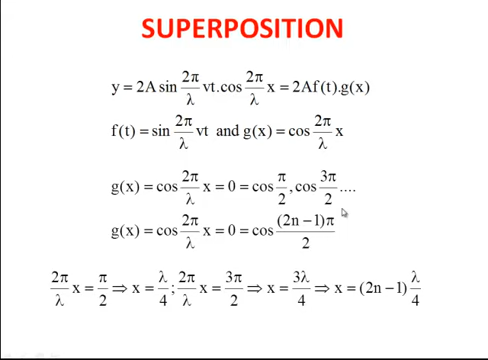 SUPERPOSITION
y = 2A sin 2π/λ vt.cos 2π/λ x = 2Af(t).g(x)
f(t) = sin 2π/λ vt and g(x) = cos 2π/λ x
g(x) = cos 2π/λ x = 0 = cos π/2, cos 3π/2 ....
g(x) = cos 2π/λ x = 0 = cos (2n−1)π/2
2π/λ x = π/2 ⇒ x = λ/4; 2π/λ x = 3π/2 ⇒ x = 3λ/4 ⇒ x = (2n−1) λ/4